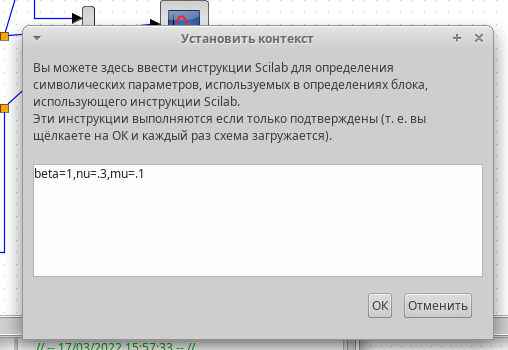 Установить контекст
Вы можете здесь ввести инструкции Scilab для определения
символических параметров, используемых в определениях блока,
использующего инструкции Scilab.
Эти инструкции выполняются если только подтверждены (т. е. вы
щёлкаете на ОК и каждый раз схема загружается).
beta=1,nu=.3,mu=.1
ОК
Отменить
// -- 17/03/2022 15:57:33 -- //